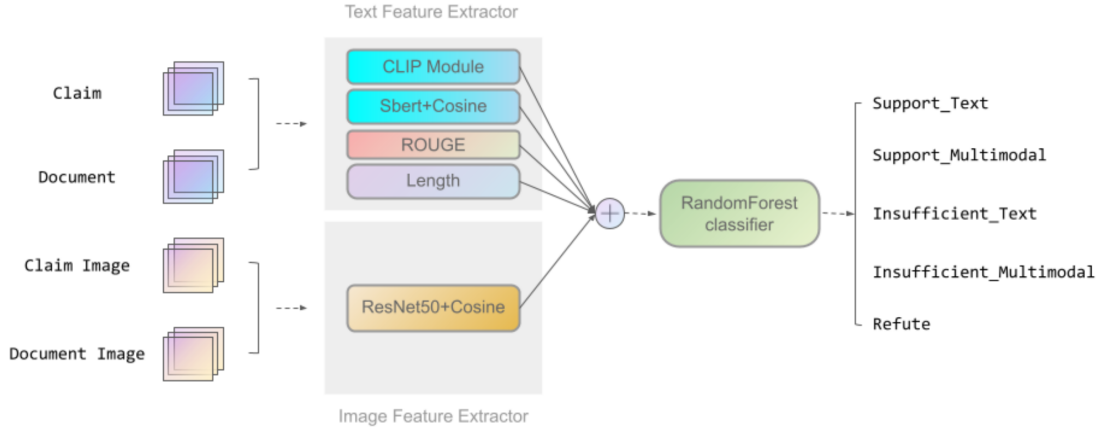 Text Feature Extractor
Claim
Document
CLIP Module
Sbert+Cosine
ROUGE
Length
Claim Image
Document Image
ResNet50+Cosine
Image Feature Extractor
RandomForest
classifier
Support_Text
Support_Multimodal
Insufficient_Text
Insufficient_Multimodal
Refute